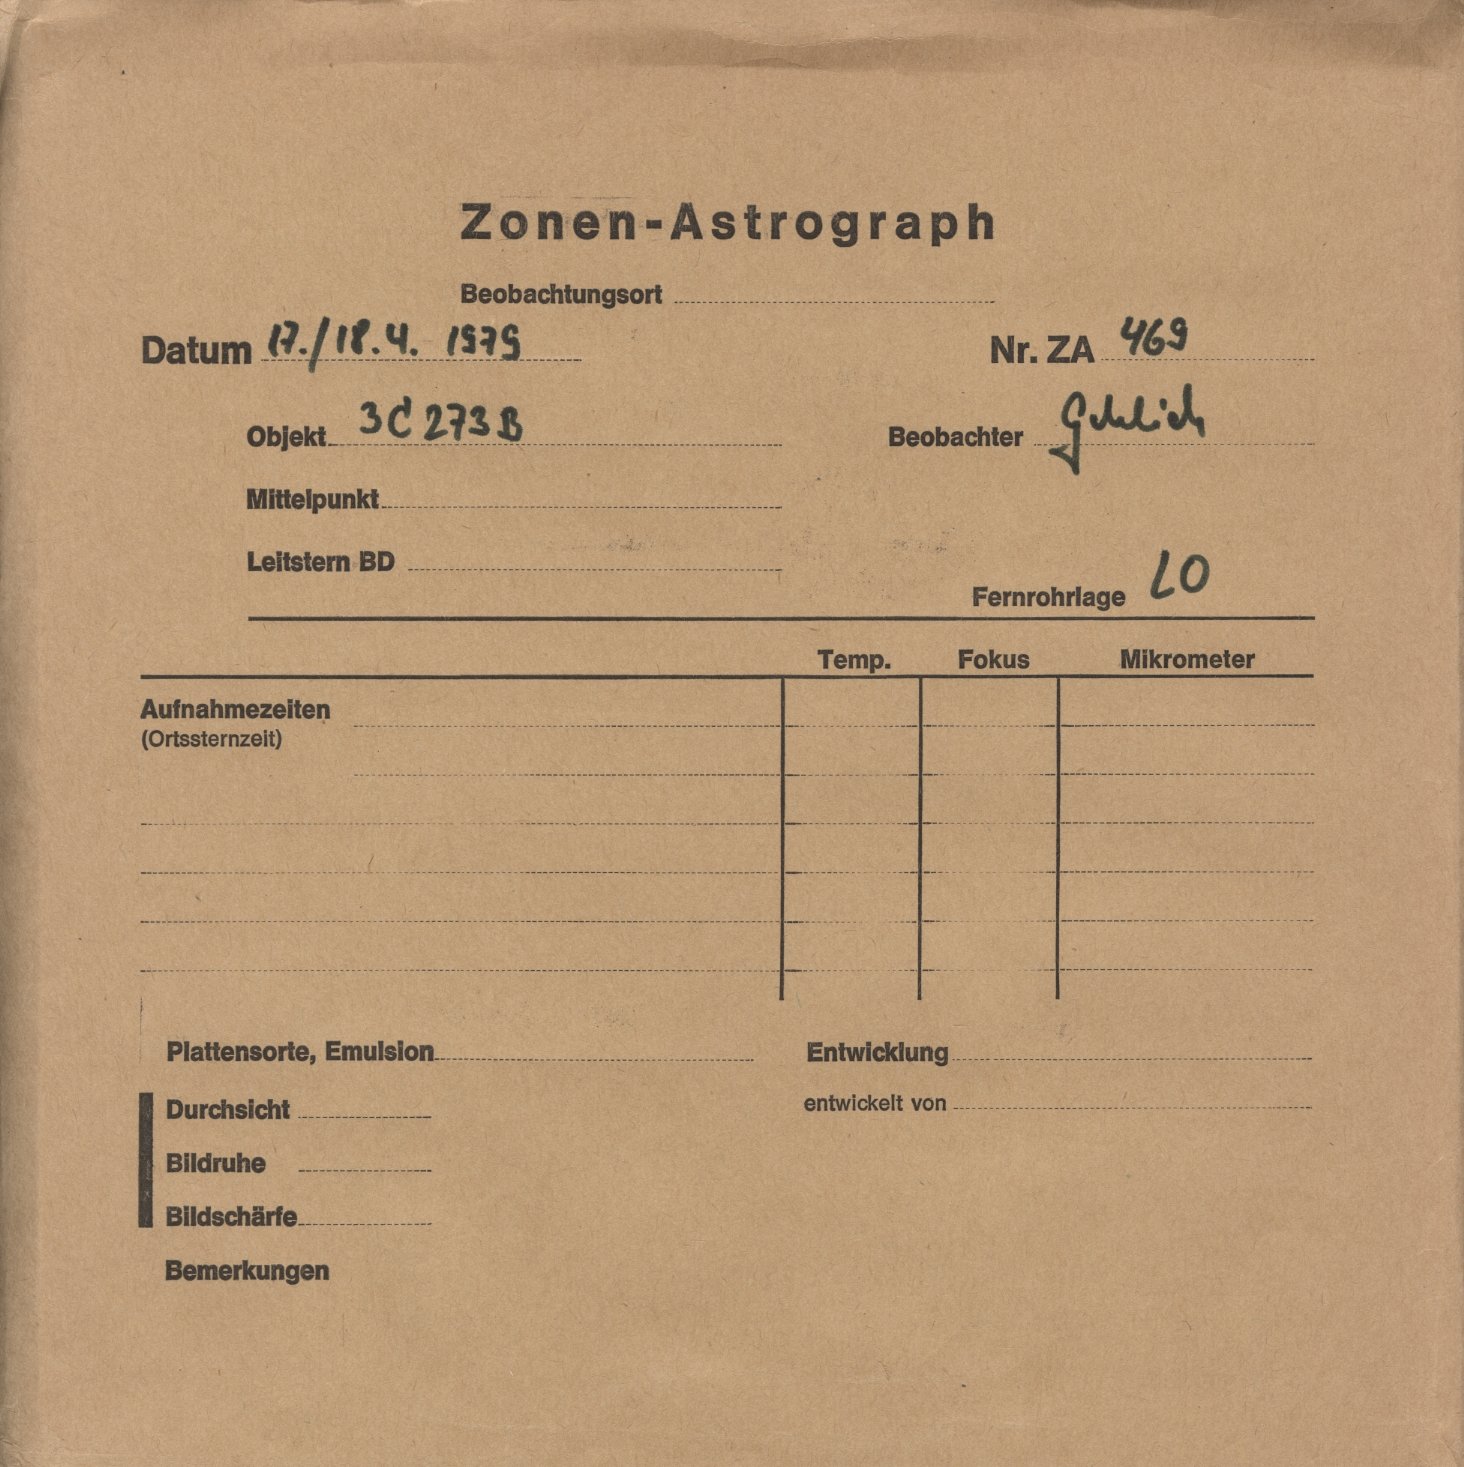 Zonen-Astrograph
Beobachtungsort
Datum 17./18.4. 1979
Nr. ZA 469
Objekt 3C 273 B
Beobachter
Mittelpunkt
Leitstern BD
Fernrohrlage LO
Temp. Fokus Mikrometer
Aufnahmezeiten
(Ortssternzeit)
Plattensorte, Emulsion
Entwicklung
Durchsicht
entwickelt von
Bildruhe
Bildschärfe
Bemerkungen